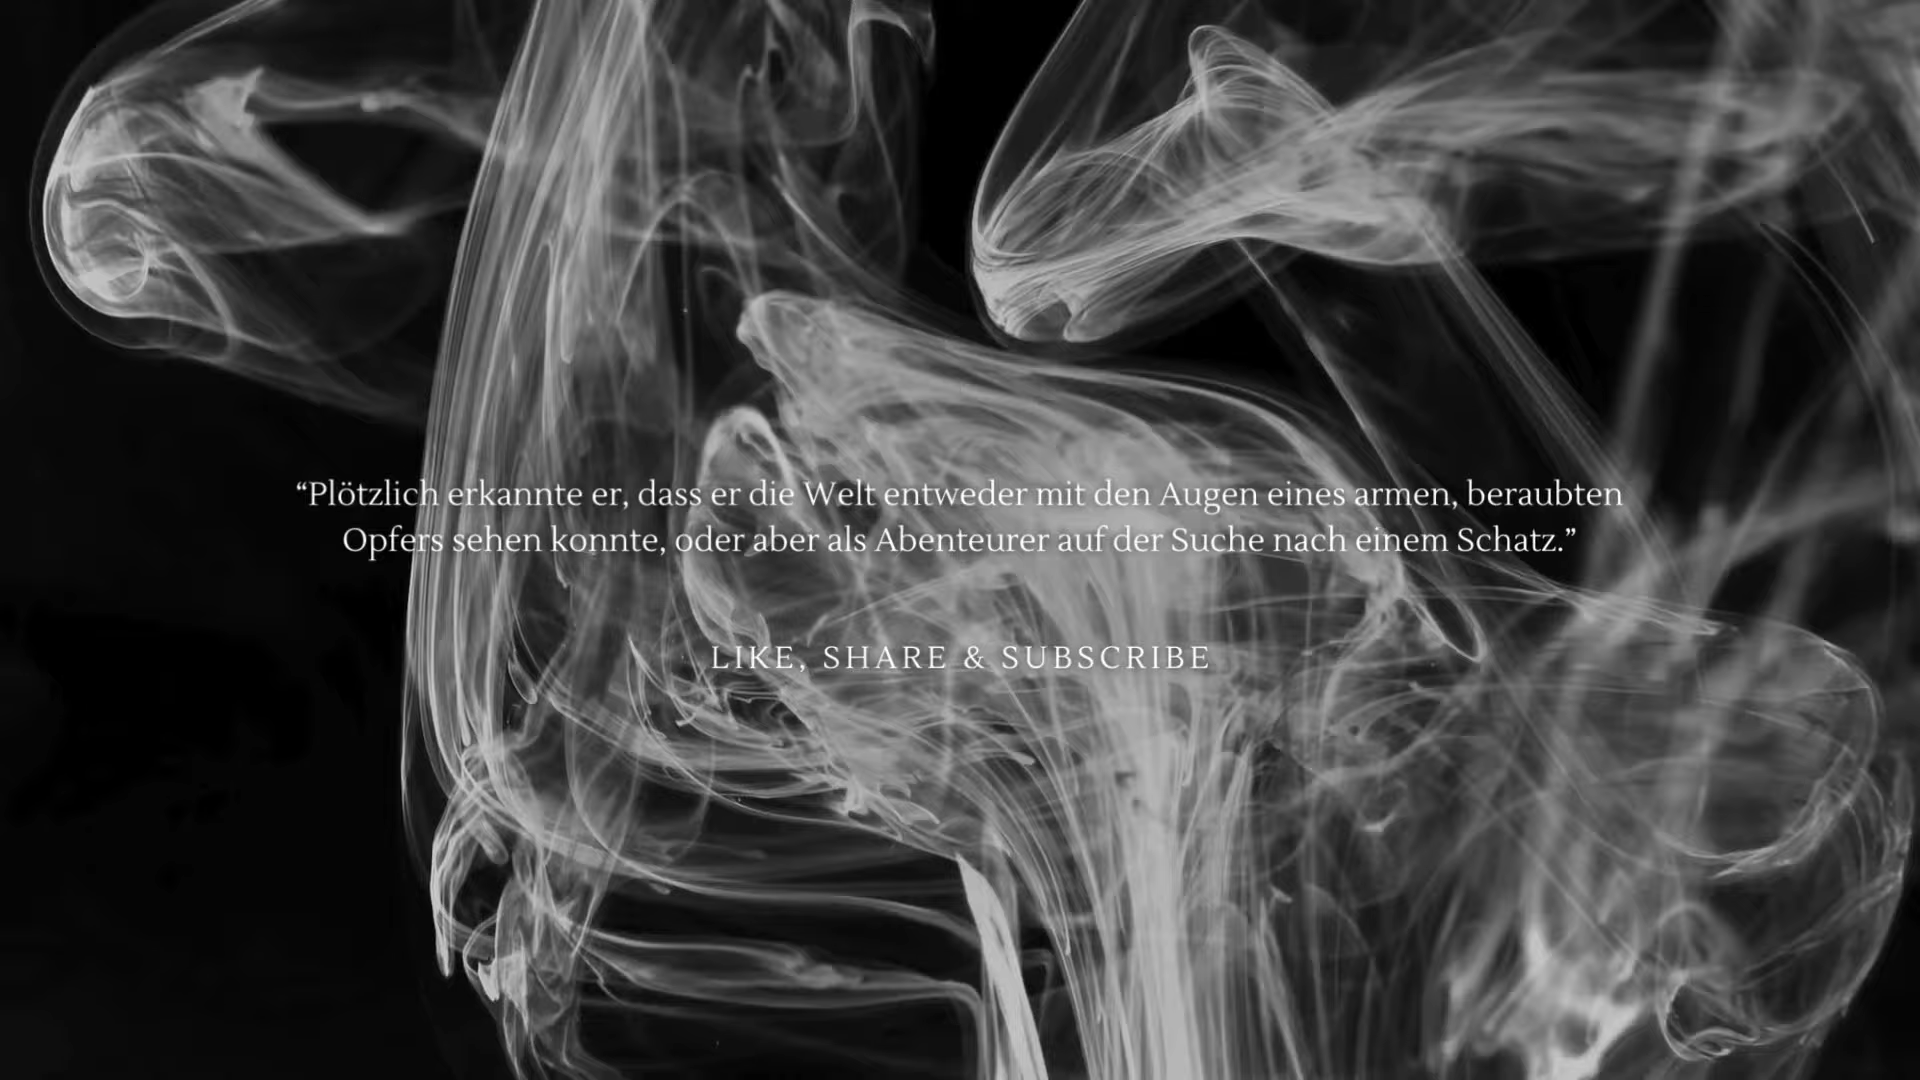 “Plötzlich erkannte er, dass er die Welt entweder mit den Augen eines armen, beraubten
Opfers sehen konnte, oder aber als Abenteurer auf der Suche nach einem Schatz.”
LIKE, SHARE & SUBSCRIBE